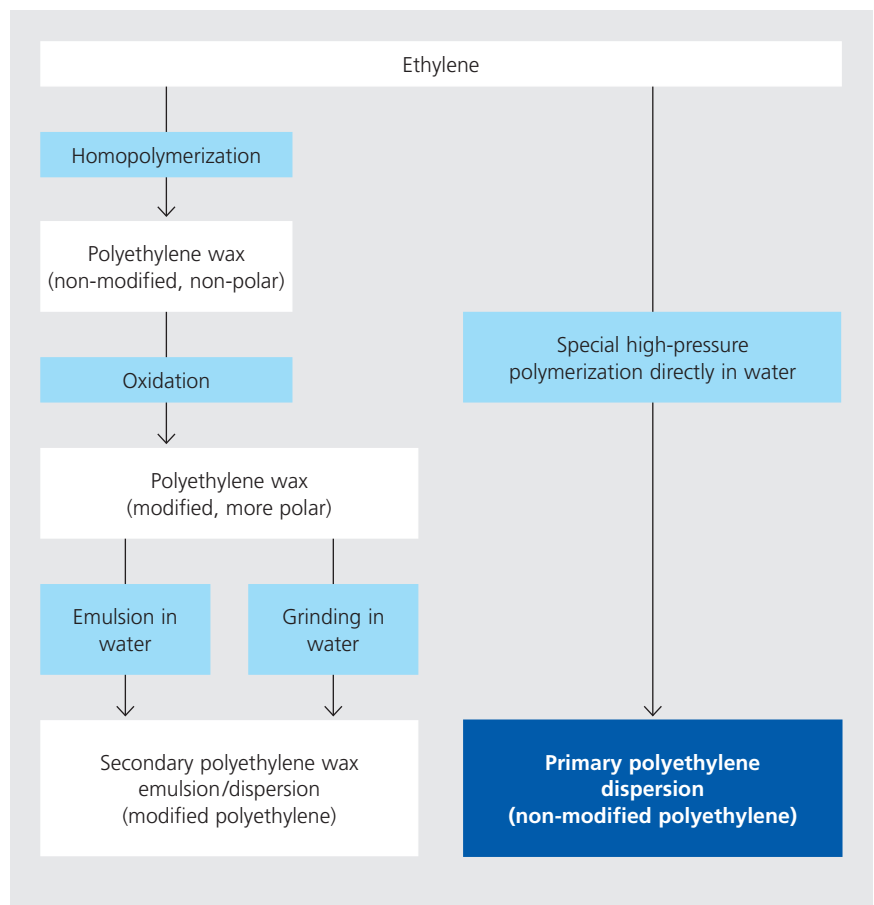 Ethylene
Homopolymerization
Polyethylene wax
(non-modified, non-polar)
Oxidation
Polyethylene wax
(modified, more polar)
Emulsion in
water
Grinding in
water
Secondary polyethylene wax
emulsion/dispersion
(modified polyethylene)
Special high-pressure
polymerization directly in water
Primary polyethylene
dispersion
(non-modified polyethylene)